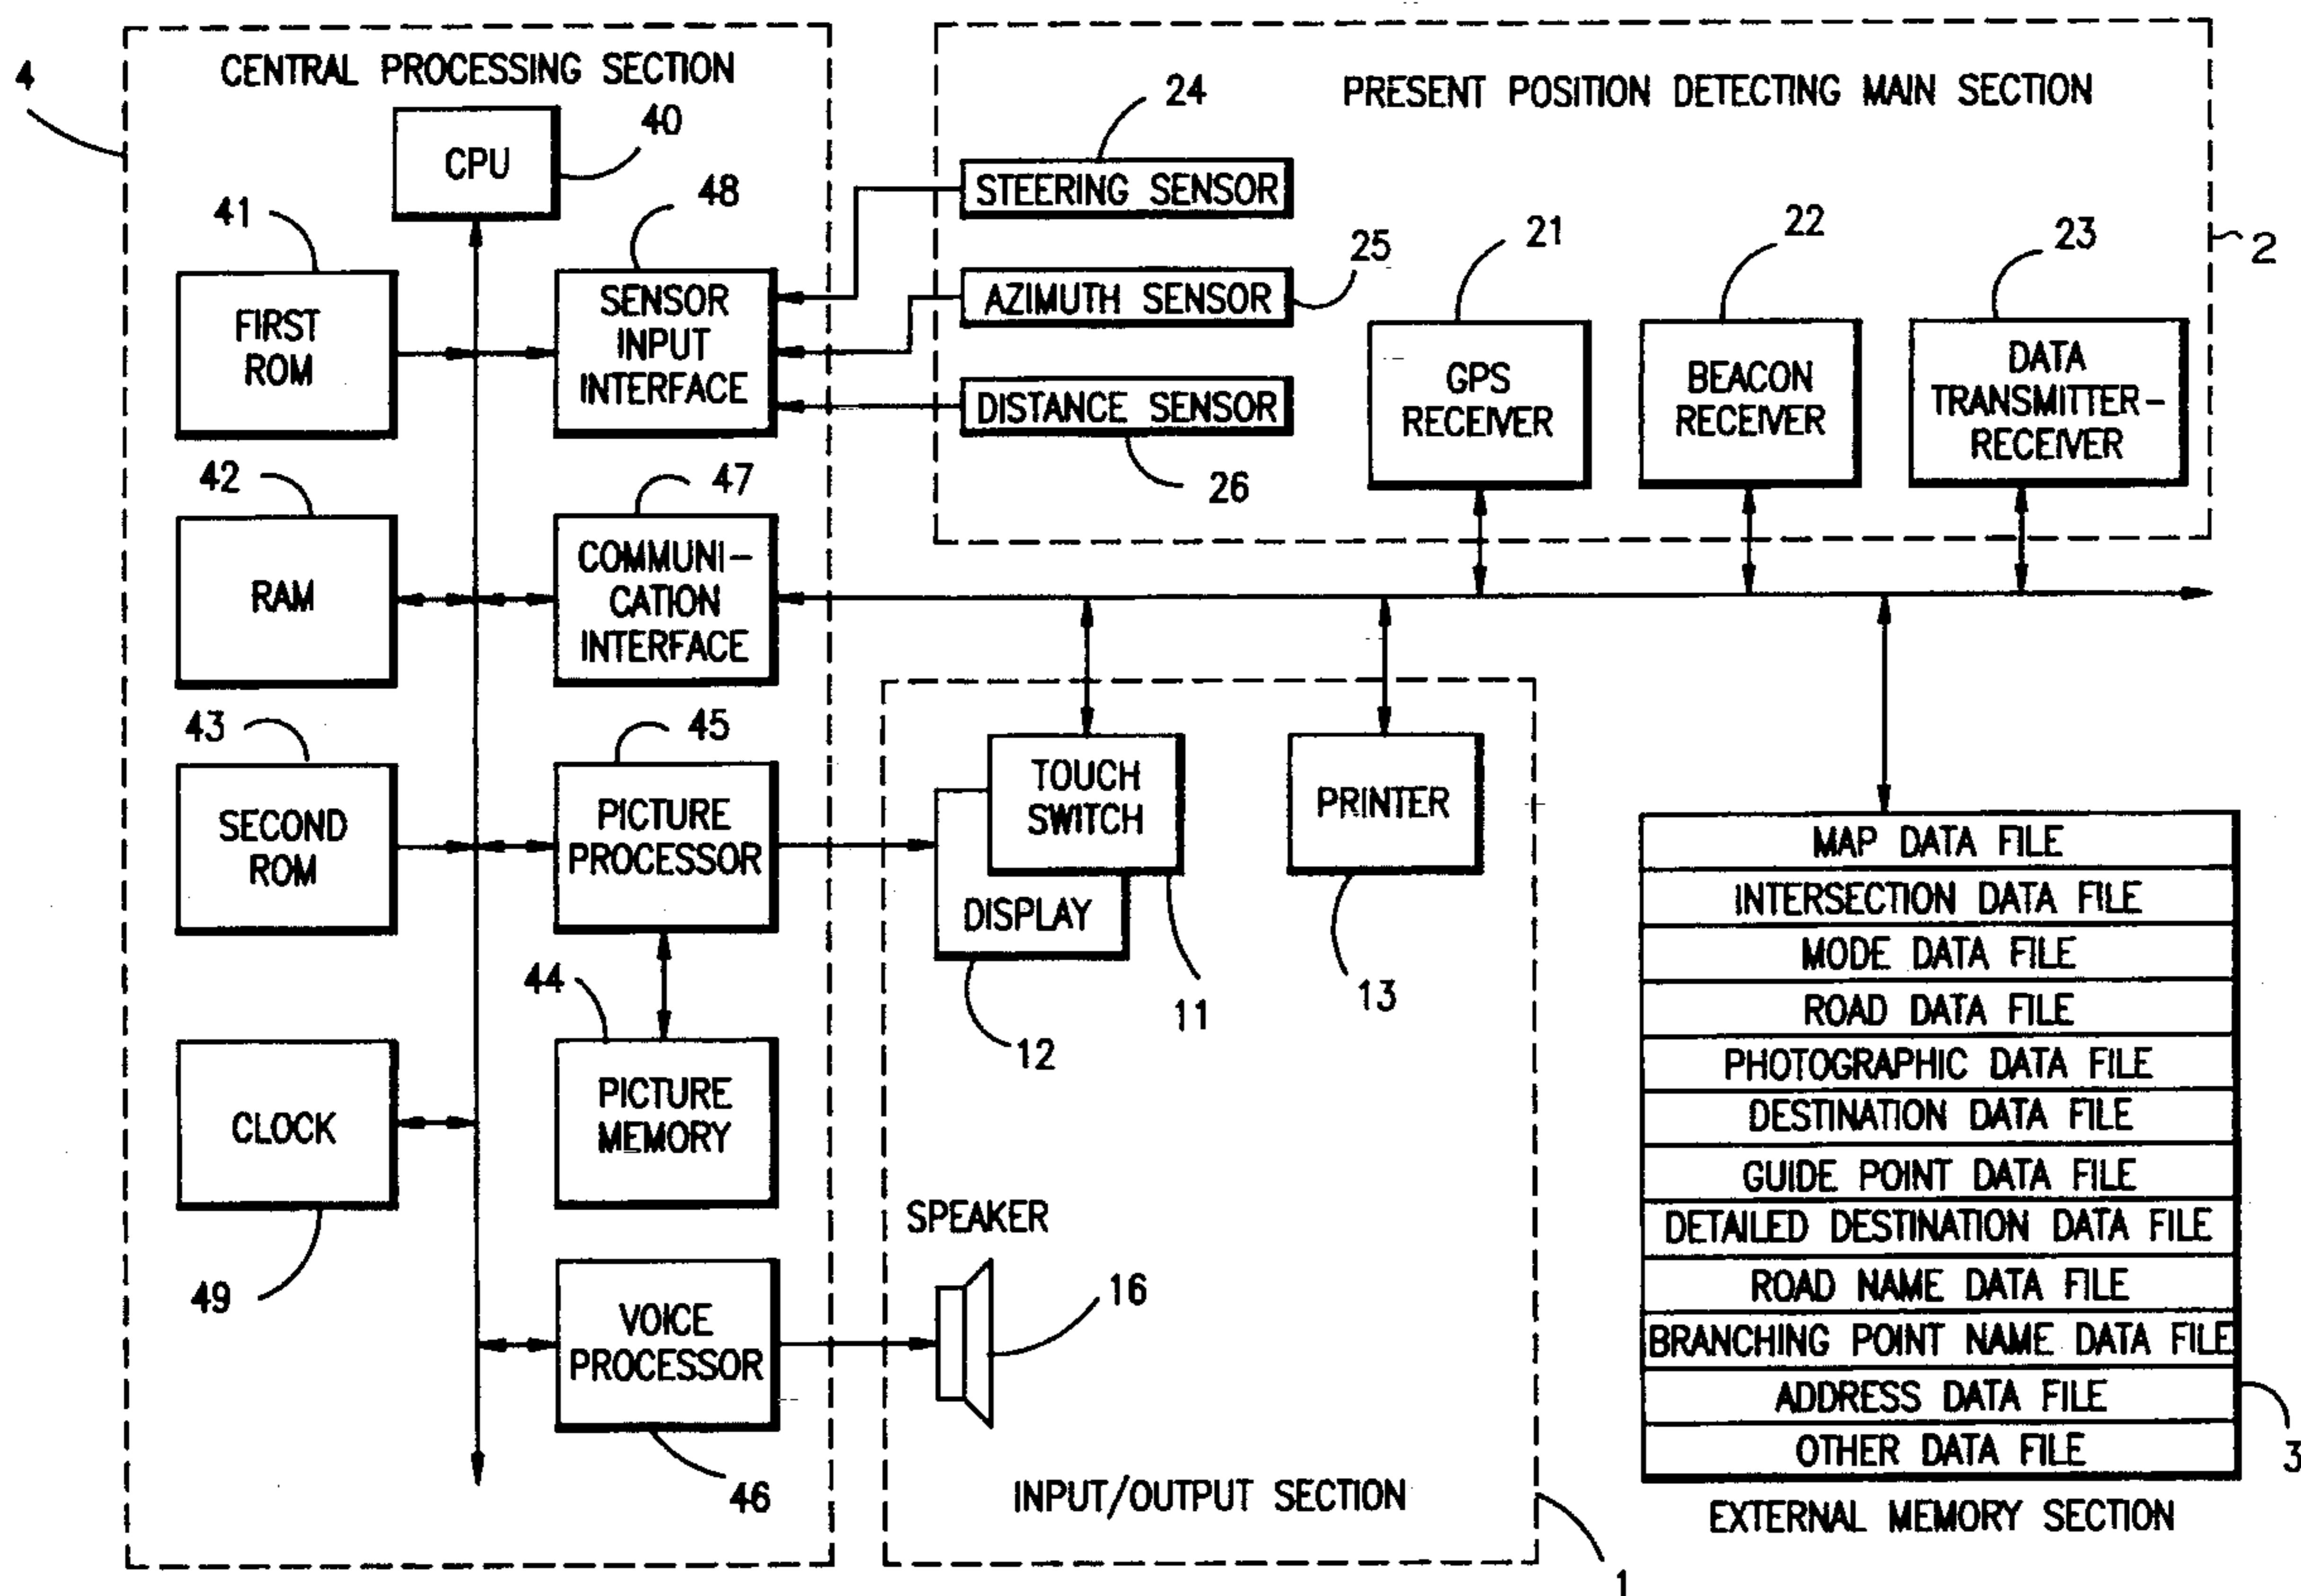 4
CENTRAL PROCESSING SECTION
CPU
40
41
FIRST
ROM
48
SENSOR
INPUT
INTERFACE
42
RAM
47
COMMUNI-
CATION
INTERFACE
43
SECOND
ROM
45
PICTURE
PROCESSOR
44
PICTURE
MEMORY
CLOCK
49
VOICE
PROCESSOR
46
PRESENT POSITION DETECTING MAIN SECTION
2
24
STEERING SENSOR
25
AZIMUTH SENSOR
DISTANCE SENSOR
26
21
GPS
RECEIVER
22
BEACON
RECEIVER
23
DATA
TRANSMITTER-
RECEIVER
TOUCH
SWITCH
11
DISPLAY
12
PRINTER
13
SPEAKER
16
INPUT/OUTPUT SECTION
1
MAP DATA FILE
INTERSECTION DATA FILE
MODE DATA FILE
ROAD DATA FILE
PHOTOGRAPHIC DATA FILE
DESTINATION DATA FILE
GUIDE POINT DATA FILE
DETAILED DESTINATION DATA FILE
ROAD NAME DATA FILE
BRANCHING POINT NAME DATA FILE
ADDRESS DATA FILE
OTHER DATA FILE
3
EXTERNAL MEMORY SECTION